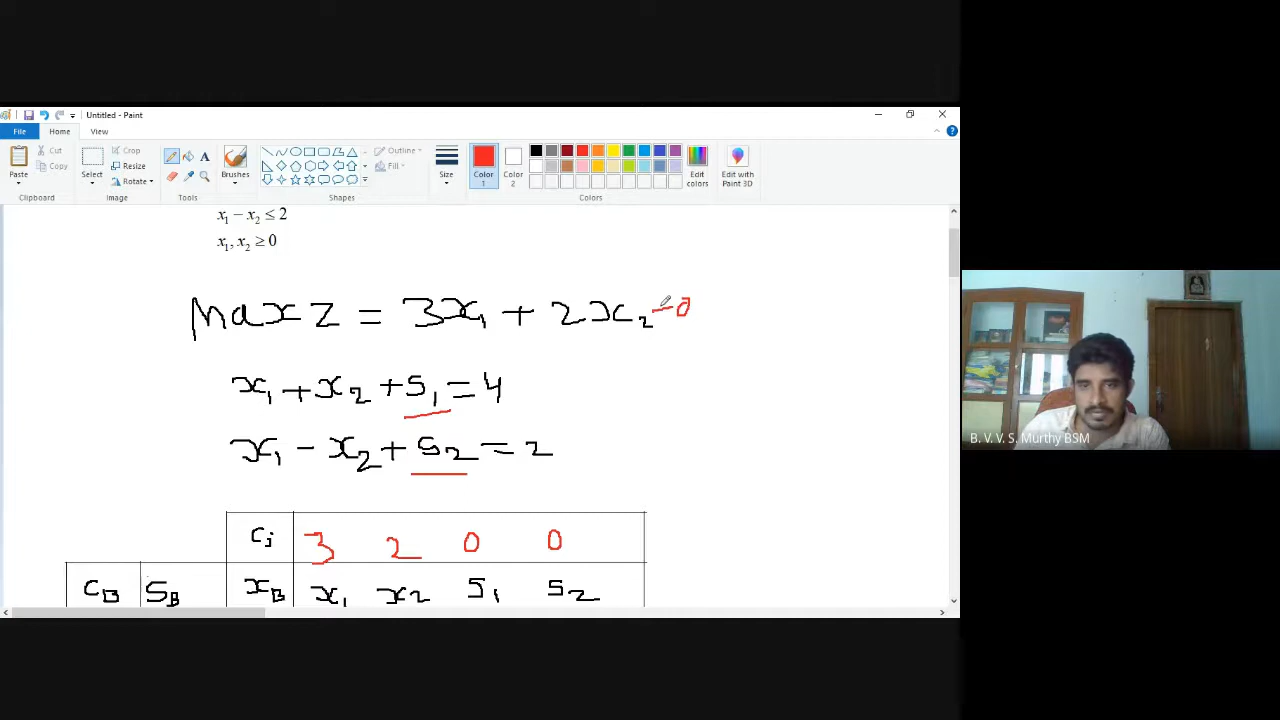 Untitled - Paint
File Home View
Paste Cut Copy Select Crop Resize Rotate Brushes Outline Fill Size Color 1 Color 2 Edit colors Edit with Paint 3D
Clipboard Image Tools Shapes Colors
x₁ − x₂ ≤ 2
x₁, x₂ ≥ 0
Max Z = 3x₁ + 2x₂ -0
x₁ + x₂ + S₁ = 4
x₁ − x₂ + S₂ = 2
B. V. V. S. Murthy BSM
Cj 3 2 0 0
CB SB XB x₁ x₂ S₁ S₂